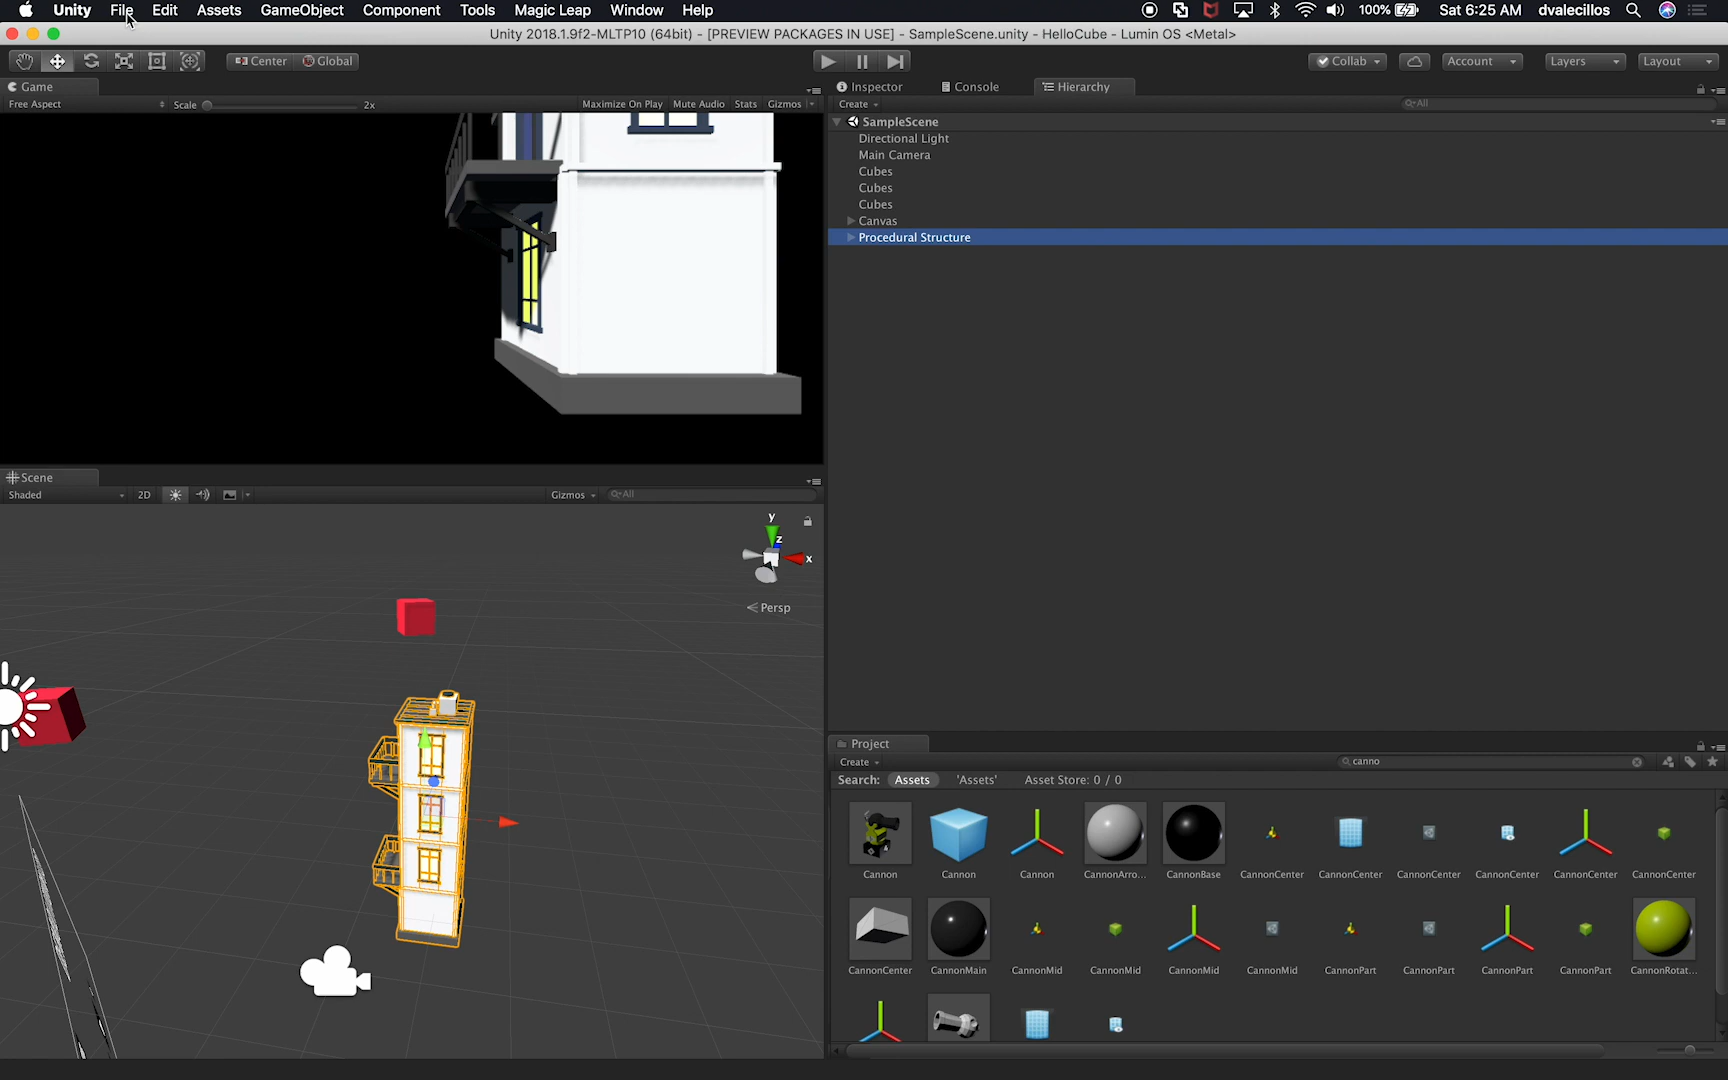 Unity File Edit Assets GameObject Component Tools Magic Leap Window Help 100% Sat 6:25 AM dvalecillos
Unity 2018.1.9f2-MLTP10 (64bit) - [PREVIEW PACKAGES IN USE] - SampleScene.unity - HelloCube - Lumin OS <Metal>
Center Global Collab Account Layers Layout
Game
Free Aspect Scale 2x Maximize On Play Mute Audio Stats Gizmos
Inspector Console Hierarchy
Create All
SampleScene
Directional Light
Main Camera
Cubes
Cubes
Cubes
Canvas
Procedural Structure
Scene
Shaded 2D Gizmos All
y
z
x
Persp
Project
Create canno
Search: Assets 'Assets' Asset Store: 0 / 0
Cannon Cannon Cannon CannonArro... CannonBase CannonCenter CannonCenter CannonCenter CannonCenter CannonCenter CannonCenter
CannonCenter CannonMain CannonMid CannonMid CannonMid CannonMid CannonPart CannonPart CannonPart CannonPart CannonRotat...